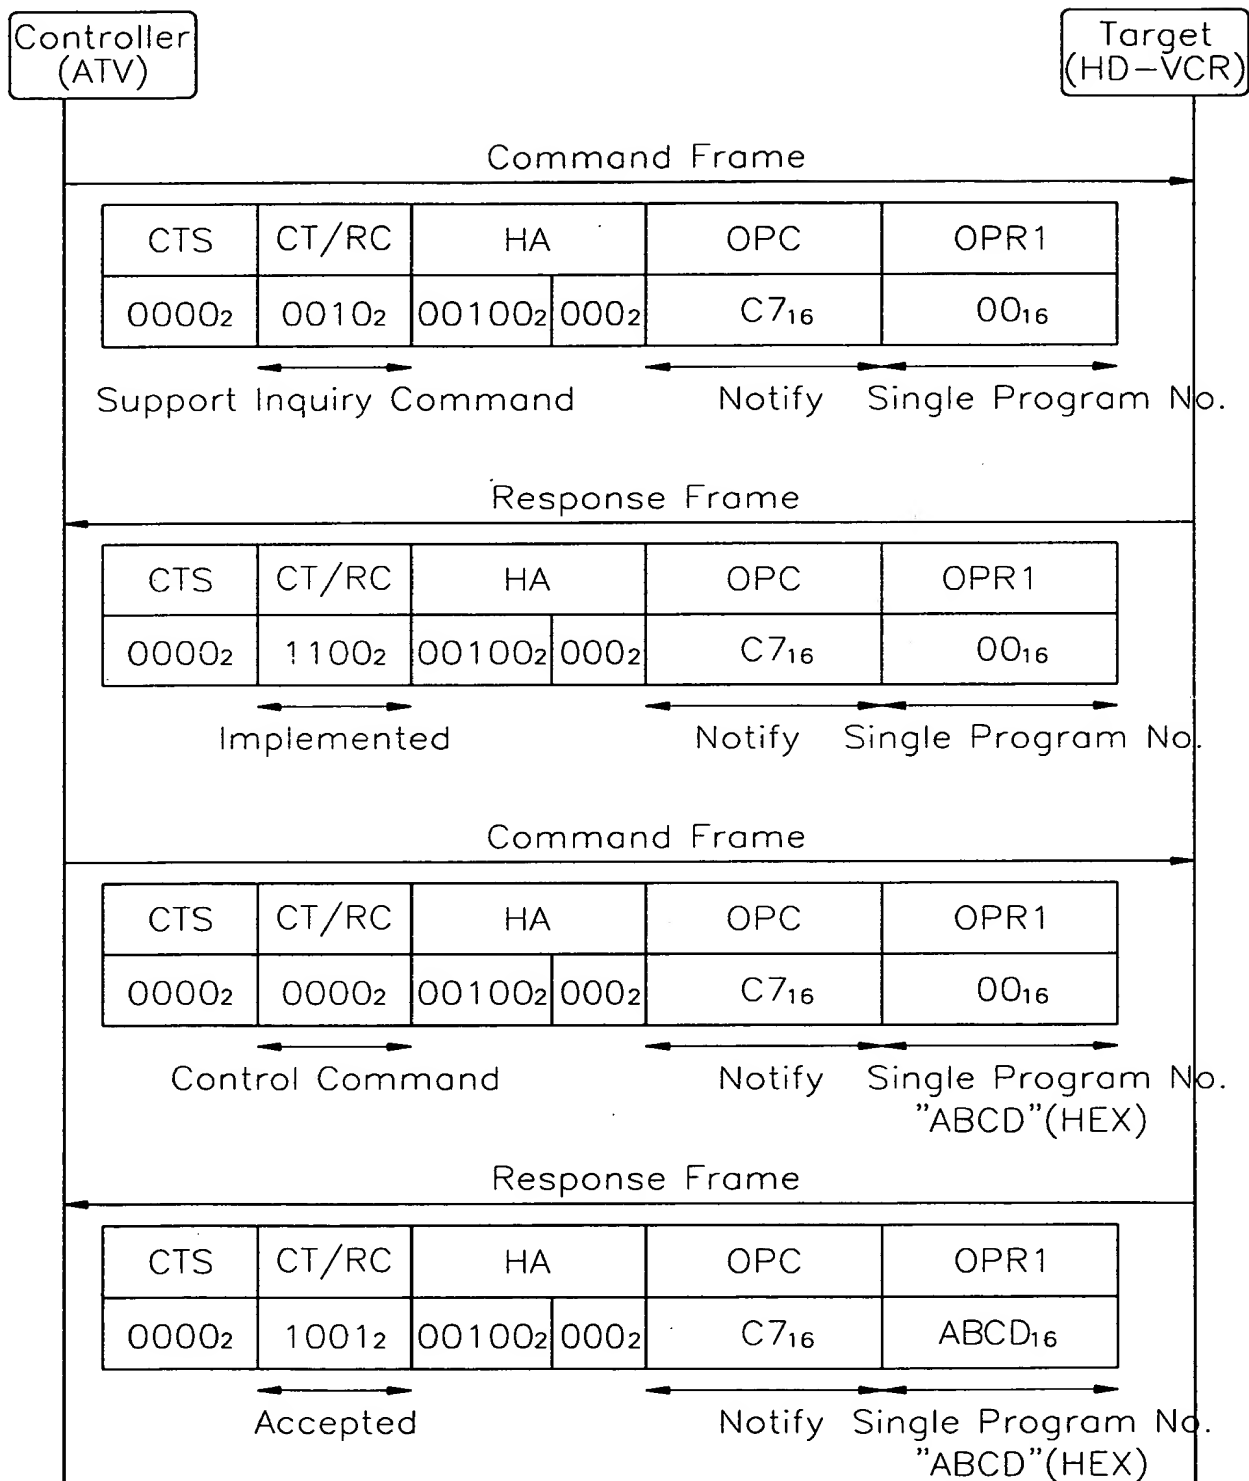 Controller
(ATV)
Target
(HD-VCR)
Command Frame
CTS CT/RC HA OPC OPR1
0000₂ 0010₂ 00100₂ 000₂ C7₁₆ 00₁₆
Support Inquiry Command Notify Single Program No.
Response Frame
CTS CT/RC HA OPC OPR1
0000₂ 1100₂ 00100₂ 000₂ C7₁₆ 00₁₆
Implemented Notify Single Program No.
Command Frame
CTS CT/RC HA OPC OPR1
0000₂ 0000₂ 00100₂ 000₂ C7₁₆ 00₁₆
Control Command Notify Single Program No.
"ABCD"(HEX)
Response Frame
CTS CT/RC HA OPC OPR1
0000₂ 1001₂ 00100₂ 000₂ C7₁₆ ABCD₁₆
Accepted Notify Single Program No.
"ABCD"(HEX)